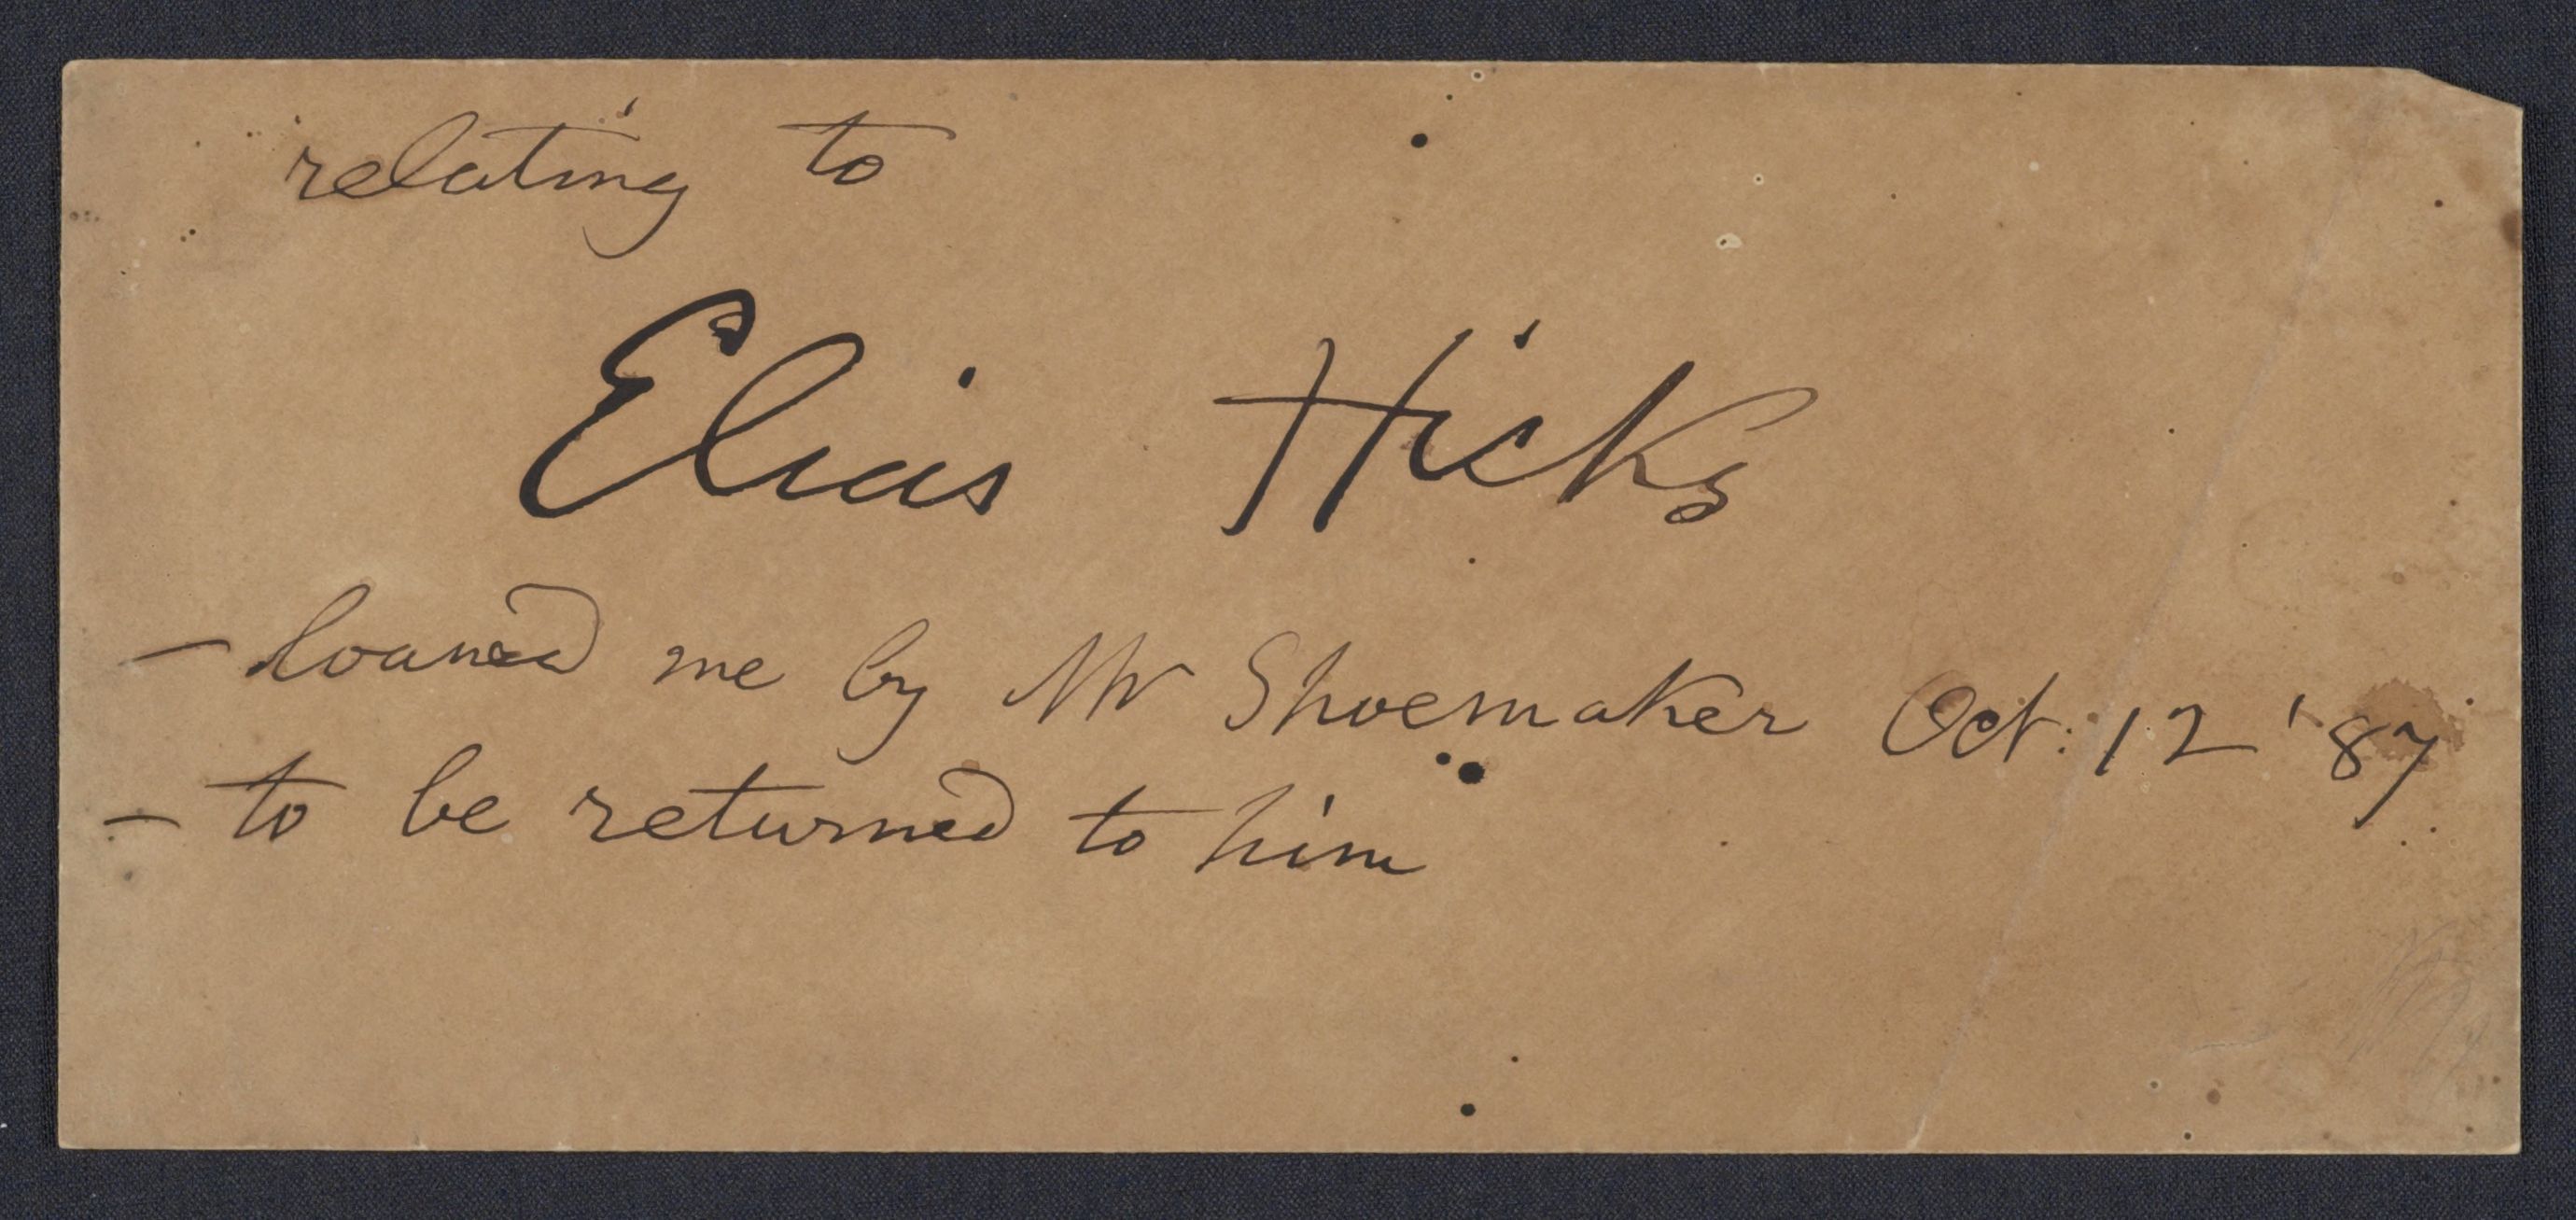 relating to
Elias Hicks
– loaned me by Mr Shoemaker Oct. 12 '87
– to be returned to him